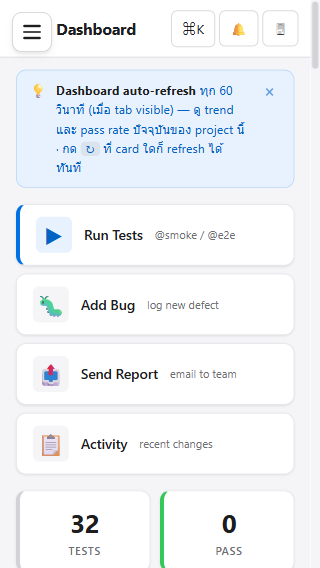 Dashboard
⌘K
Dashboard auto-refresh ทุก 60
วินาที (เมื่อ tab visible) — ดู trend
และ pass rate ปัจจุบันของ project นี้
· กด ↻ ที่ card ใดก็ refresh ได้
ทันที
×
Run Tests @smoke / @e2e
Add Bug log new defect
Send Report email to team
Activity recent changes
32 0
TESTS PASS